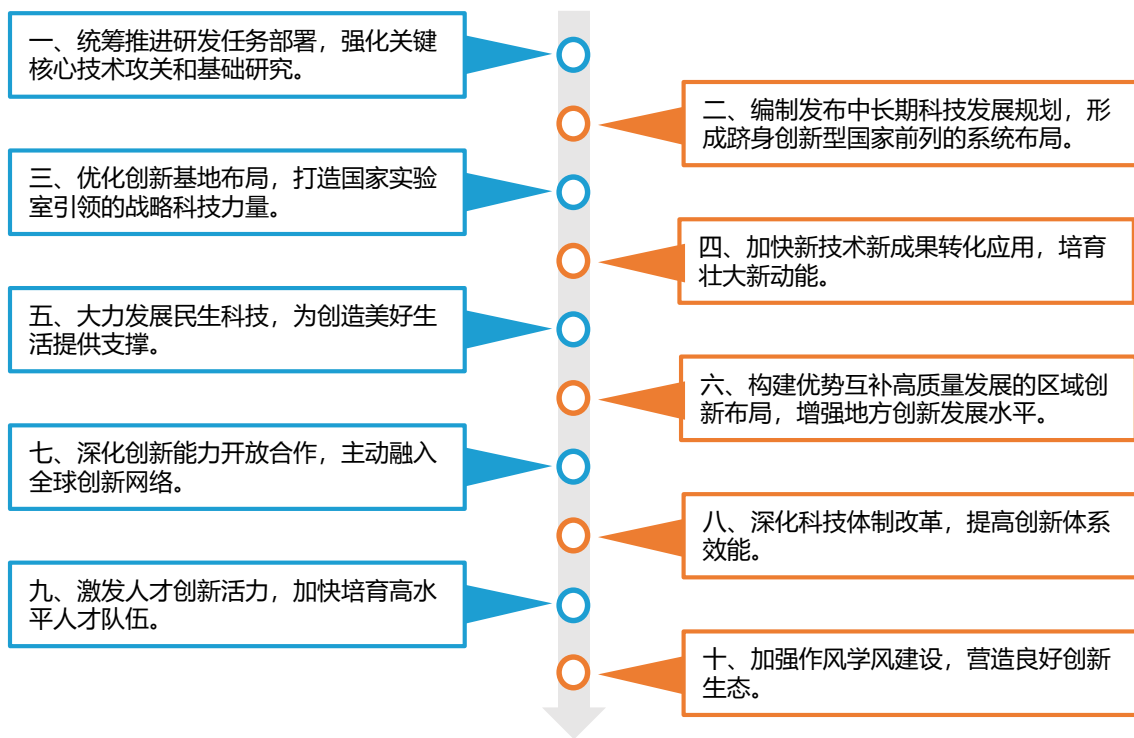 一、统筹推进研发任务部署，强化关键
核心技术攻关和基础研究。
二、编制发布中长期科技发展规划，形
成跻身创新型国家前列的系统布局。
三、优化创新基地布局，打造国家实验
室引领的战略科技力量。
四、加快新技术新成果转化应用，培育
壮大新动能。
五、大力发展民生科技，为创造美好生
活提供支撑。
六、构建优势互补高质量发展的区域创
新布局，增强地方创新发展水平。
七、深化创新能力开放合作，主动融入
全球创新网络。
八、深化科技体制改革，提高创新体系
效能。
九、激发人才创新活力，加快培育高水
平人才队伍。
十、加强作风学风建设，营造良好创新
生态。